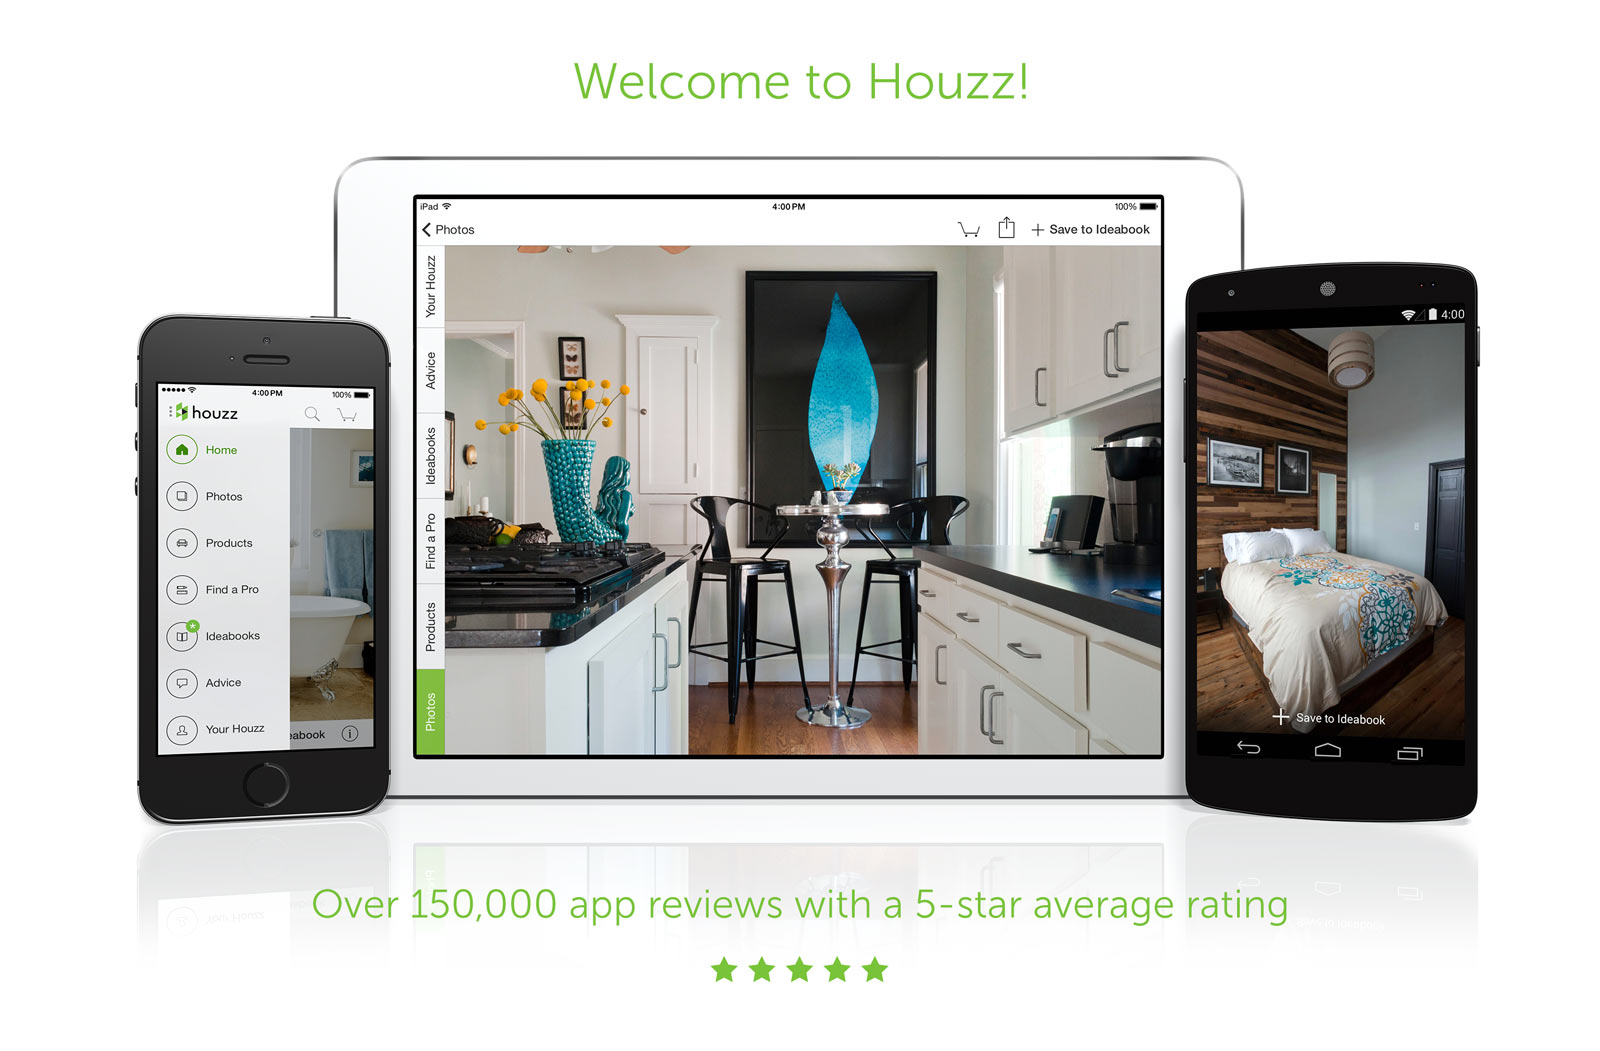 Welcome to Houzz!
iPad
4:00 PM
100%
Photos
Save to Ideabook
Your Houzz
Advice
Ideabooks
Find a Pro
Products
Photos
4:00 PM
100%
houzz
Home
Photos
Products
Find a Pro
Ideabooks
Advice
Your Houzz
eabook
4:00
Save to Ideabook
Over 150,000 app reviews with a 5-star average rating